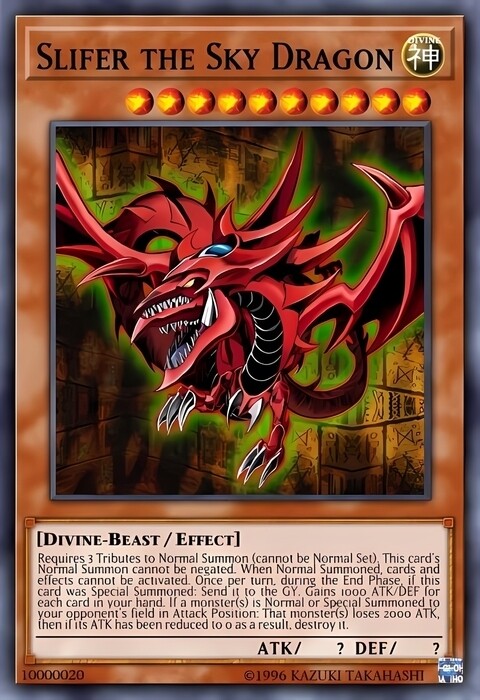 SLIFER THE SKY DRAGON
DIVINE
神
[DIVINE-BEAST / EFFECT]
Requires 3 Tributes to Normal Summon (cannot be Normal Set). This card's
Normal Summon cannot be negated. When Normal Summoned, cards and
effects cannot be activated. Once per turn, during the End Phase, if this
card was Special Summoned: Send it to the GY. Gains 1000 ATK/DEF for
each card in your hand. If a monster(s) is Normal or Special Summoned to
your opponent's field in Attack Position: That monster(s) loses 2000 ATK,
then if its ATK has been reduced to 0 as a result, destroy it.
ATK/ ? DEF/ ?
10000020
©1996 KAZUKI TAKAHASHI